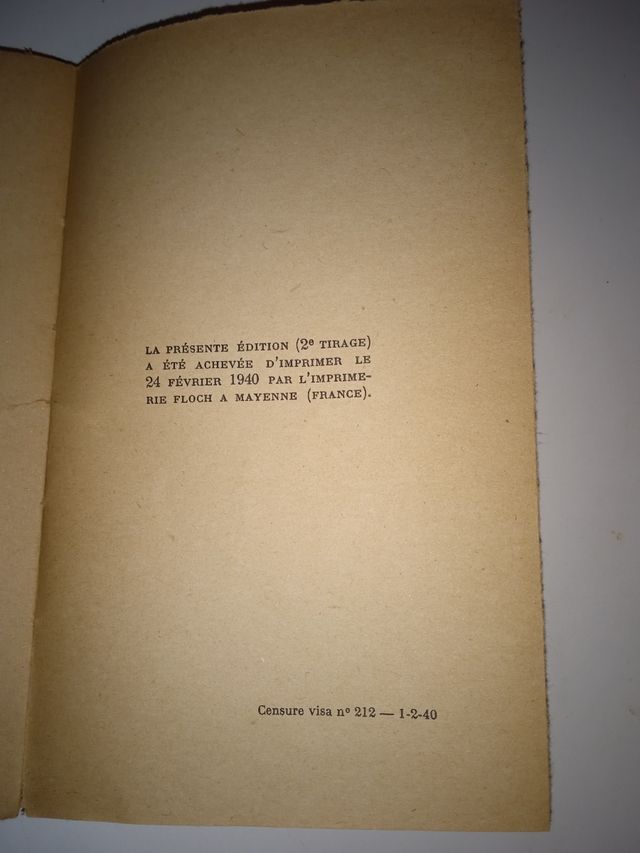 LA PRÉSENTE ÉDITION (2e TIRAGE)
A ÉTÉ ACHEVÉE D'IMPRIMER LE
24 FÉVRIER 1940 PAR L'IMPRIME-
RIE FLOCH A MAYENNE (FRANCE).
Censure visa nº 212 — 1-2-40